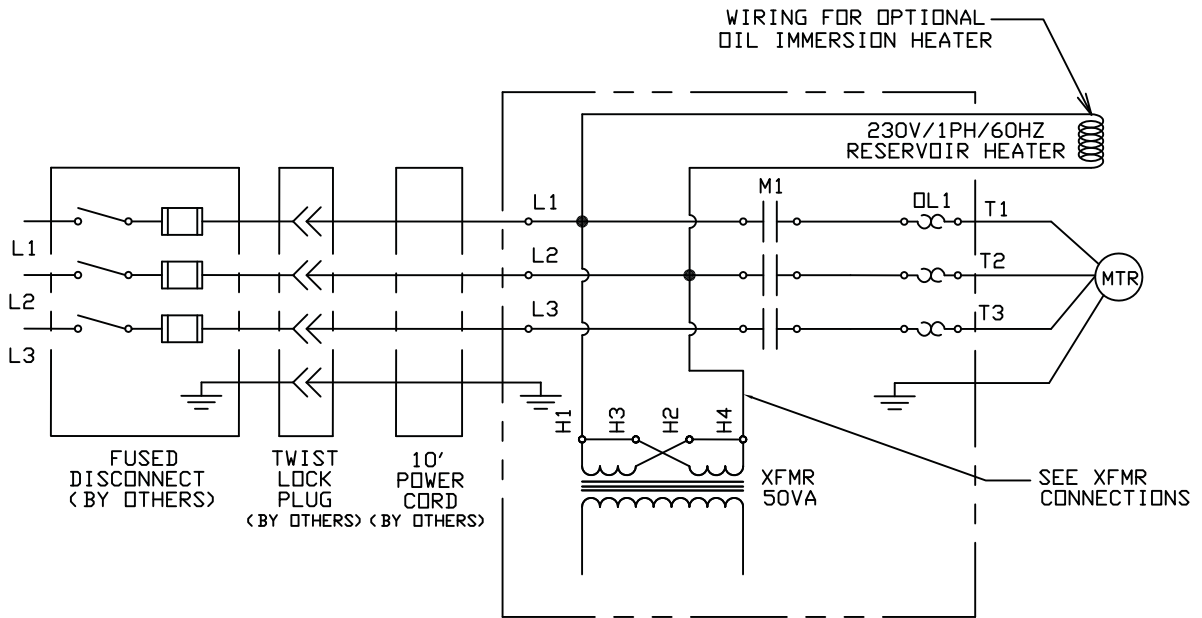 WIRING FOR OPTIONAL
OIL IMMERSION HEATER
230V/1PH/60HZ
RESERVOIR HEATER
M1
OL1
L1
L1
T1
L2
L2
T2
MTR
L3
L3
T3
H1
H3
H2
H4
FUSED
DISCONNECT
(BY OTHERS)
TWIST
LOCK
PLUG
(BY OTHERS)
10'
POWER
CORD
(BY OTHERS)
XFMR
50VA
SEE XFMR
CONNECTIONS